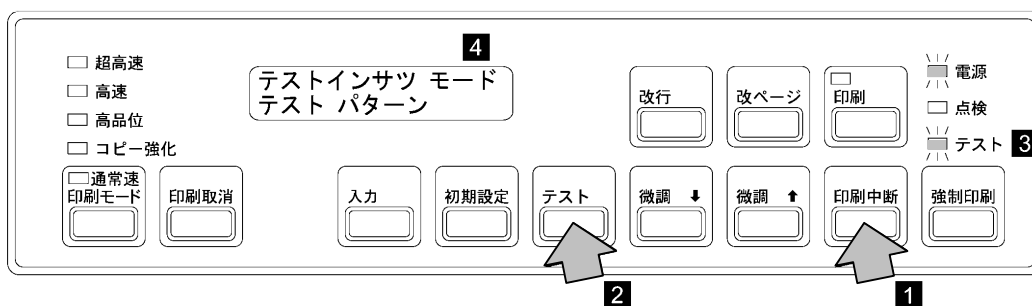 4
超高速
高速
高品位
コピー強化
通常速
印刷モード
印刷取消
テストインサツ モード
テスト パターン
改行
改ページ
印刷
電源
点検
テスト
3
入力
初期設定
テスト
微調 ⬇
微調 ⬆
印刷中断
強制印刷
2
1